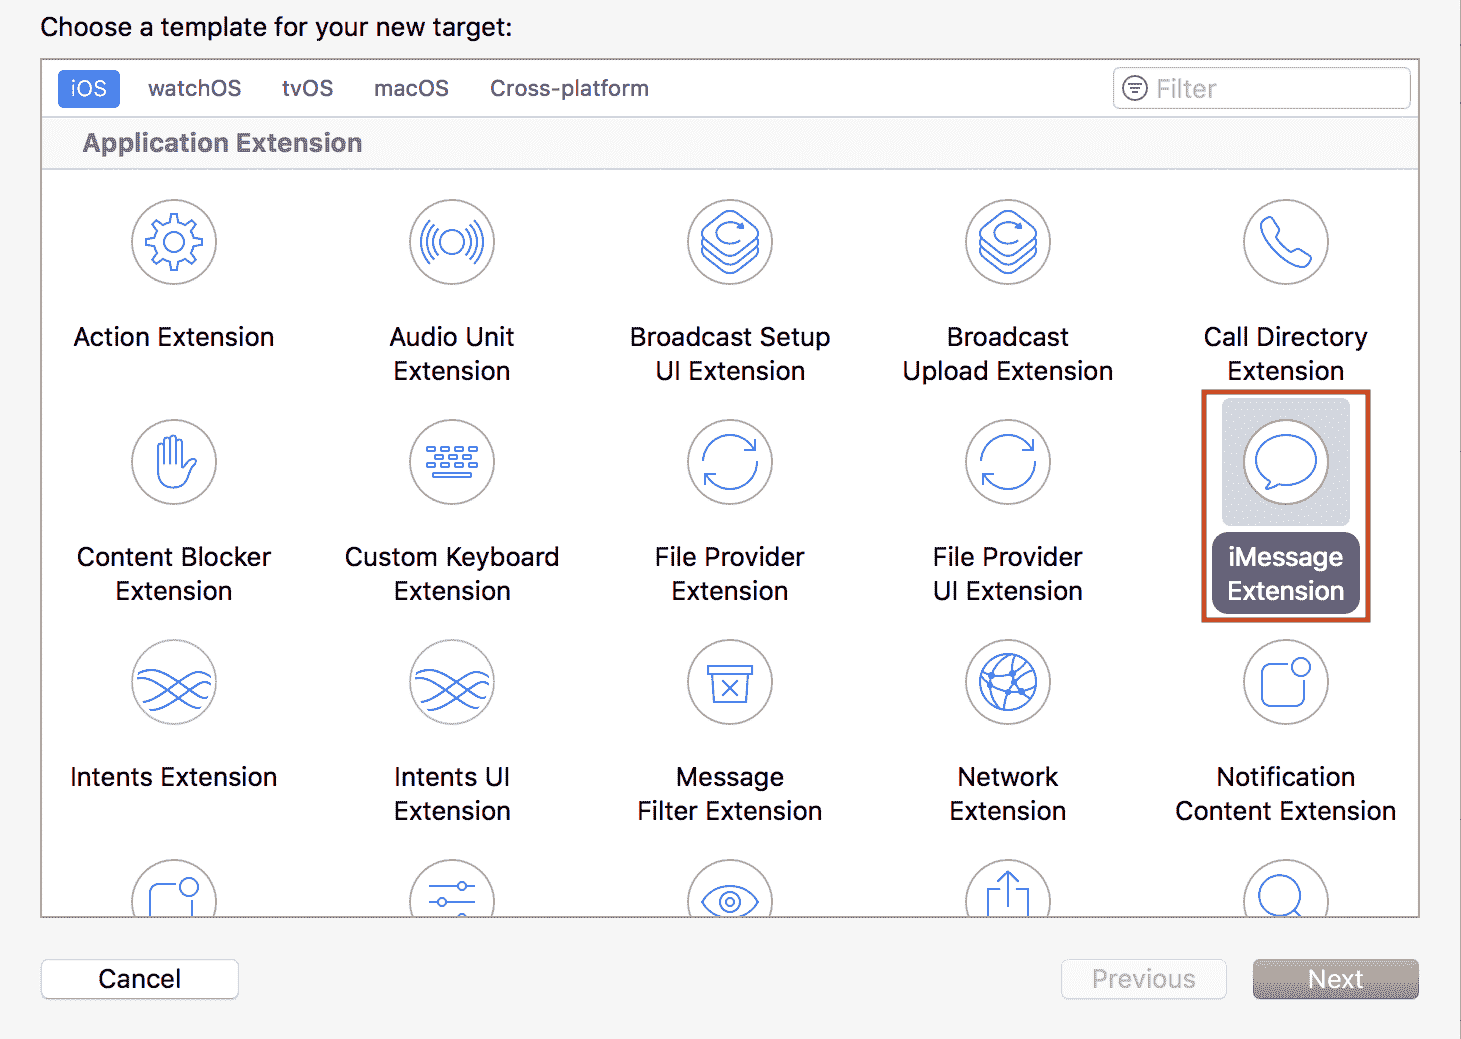 Choose a template for your new target:
iOS watchOS tvOS macOS Cross-platform Filter
Application Extension
Action Extension Audio Unit Broadcast Setup Broadcast Call Directory
Extension UI Extension Upload Extension Extension
Content Blocker Custom Keyboard File Provider File Provider iMessage
Extension Extension Extension UI Extension Extension
Intents Extension Intents UI Message Network Notification
Extension Filter Extension Extension Content Extension
Cancel Previous Next